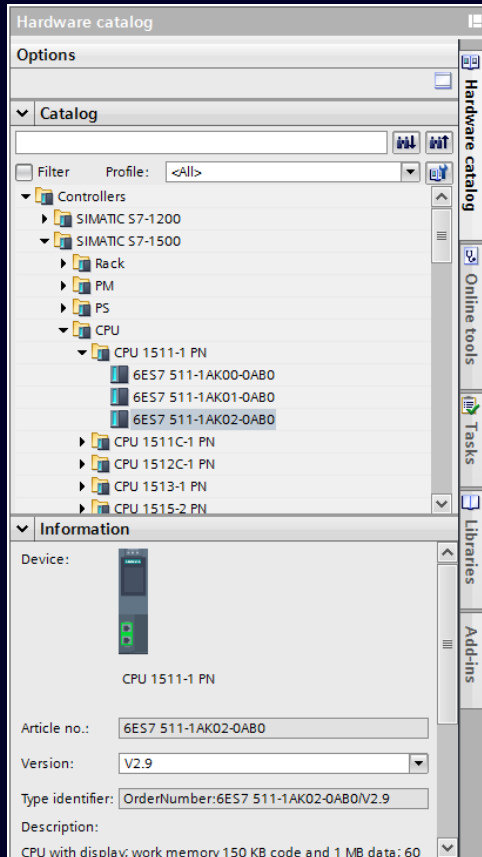 Hardware catalog
Options
Catalog
Filter
Profile: <All>
Controllers
SIMATIC S7-1200
SIMATIC S7-1500
Rack
PM
PS
CPU
CPU 1511-1 PN
6ES7 511-1AK00-0AB0
6ES7 511-1AK01-0AB0
6ES7 511-1AK02-0AB0
CPU 1511C-1 PN
CPU 1512C-1 PN
CPU 1513-1 PN
CPU 1515-2 PN
Information
Device:
CPU 1511-1 PN
Article no.: 6ES7 511-1AK02-0AB0
Version: V2.9
Type identifier: OrderNumber:6ES7 511-1AK02-0AB0/V2.9
Description:
CPU with display; work memory 150 KB code and 1 MB data; 60
Hardware catalog
Online tools
Tasks
Libraries
Add-ins